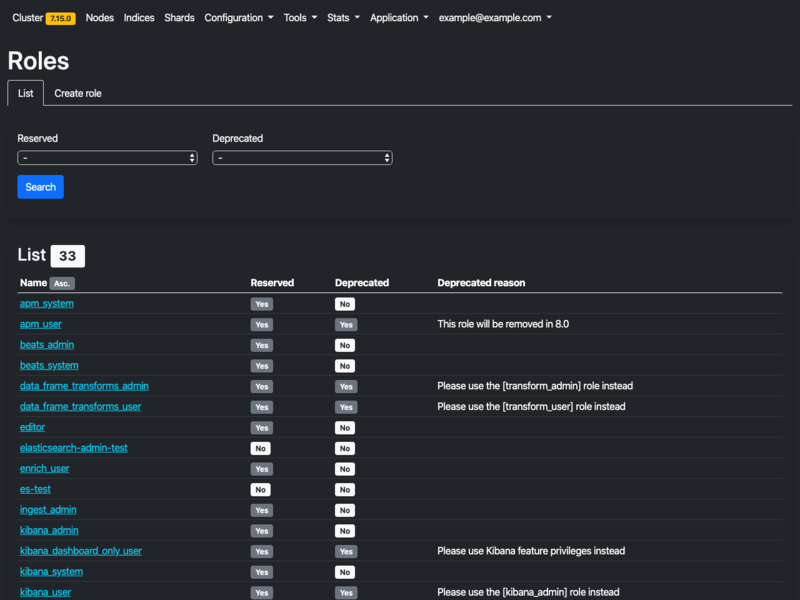 Cluster 7.15.0 Nodes Indices Shards Configuration Tools Stats Application example@example.com
Roles
List Create role
Reserved Deprecated
- -
Search
List 33
Name Asc. Reserved Deprecated Deprecated reason
apm_system Yes No
apm_user Yes Yes This role will be removed in 8.0
beats_admin Yes No
beats_system Yes No
data_frame_transforms_admin Yes Yes Please use the [transform_admin] role instead
data_frame_transforms_user Yes Yes Please use the [transform_user] role instead
editor Yes No
elasticsearch-admin-test No No
enrich_user Yes No
es-test No No
ingest_admin Yes No
kibana_admin Yes No
kibana_dashboard_only_user Yes Yes Please use Kibana feature privileges instead
kibana_system Yes No
kibana_user Yes Yes Please use the [kibana_admin] role instead